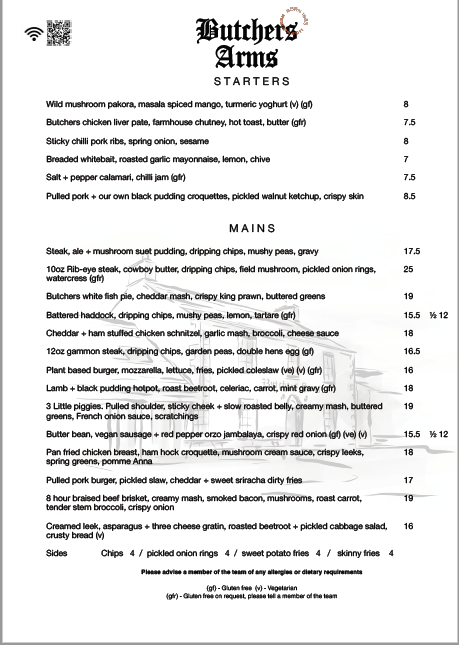 Butchers
Arms
STARTERS
Wild mushroom pakora, masala spiced mango, turmeric yoghurt (v) (gf) 8
Butchers chicken liver pate, farmhouse chutney, hot toast, butter (gfr) 7.5
Sticky chilli pork ribs, spring onion, sesame 8
Breaded whitebait, roasted garlic mayonnaise, lemon, chive 7
Salt + pepper calamari, chilli jam (gfr) 7.5
Pulled pork + our own black pudding croquettes, pickled walnut ketchup, crispy skin 8.5
MAINS
Steak, ale + mushroom suet pudding, dripping chips, mushy peas, gravy 17.5
10oz Rib-eye steak, cowboy butter, dripping chips, field mushroom, pickled onion rings, 25
watercress (gfr)
Butchers white fish pie, cheddar mash, crispy king prawn, buttered greens 19
Battered haddock, dripping chips, mushy peas, lemon, tartare (gfr) 15.5 ½ 12
Cheddar + ham stuffed chicken schnitzel, garlic mash, broccoli, cheese sauce 18
12oz gammon steak, dripping chips, garden peas, double hens egg (gf) 16.5
Plant based burger, mozzarella, lettuce, fries, pickled coleslaw (ve) (v) (gfr) 16
Lamb + black pudding hotpot, roast beetroot, celeriac, carrot, mint gravy (gfr) 18
3 Little piggies. Pulled shoulder, sticky cheek + slow roasted belly, creamy mash, buttered 19
greens, French onion sauce, scratchings
Butter bean, vegan sausage + red pepper orzo jambalaya, crispy red onion (gf) (ve) (v) 15.5 ½ 12
Pan fried chicken breast, ham hock croquette, mushroom cream sauce, crispy leeks, 18
spring greens, pomme Anna
Pulled pork burger, pickled slaw, cheddar + sweet sriracha dirty fries 17
8 hour braised beef brisket, creamy mash, smoked bacon, mushrooms, roast carrot, 19
tender stem broccoli, crispy onion
Creamed leek, asparagus + three cheese gratin, roasted beetroot + pickled cabbage salad, 16
crusty bread (v)
Sides Chips 4 / pickled onion rings 4 / sweet potato fries 4 / skinny fries 4
Please advise a member of the team of any allergies or dietary requirements
(gf) - Gluten free (v) - Vegetarian
(gfr) - Gluten free on request, please tell a member of the team